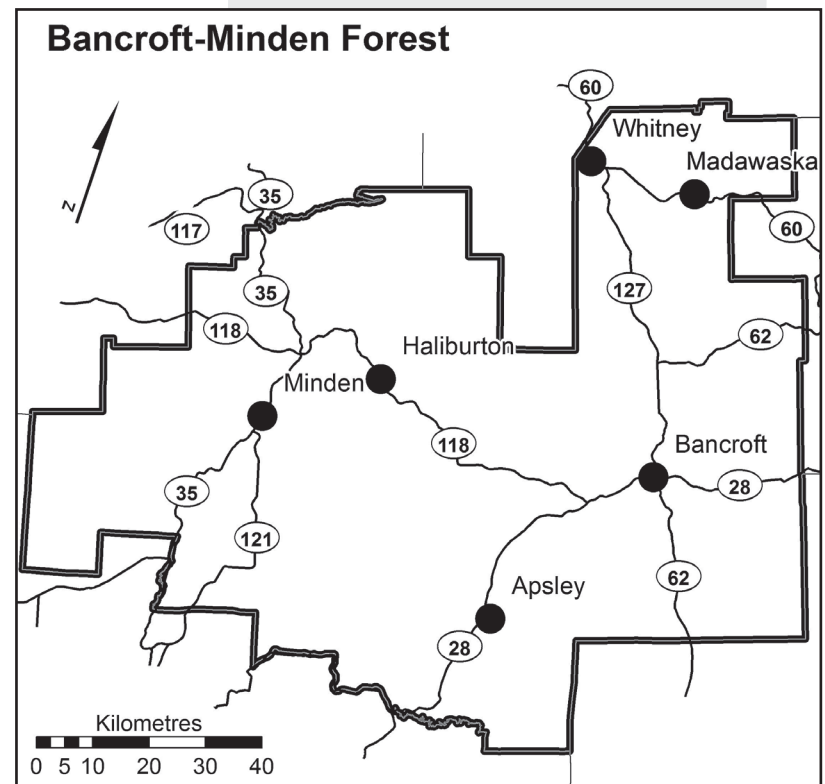 Bancroft-Minden Forest
60
Whitney
Madawaska
35
N
117
60
35
127
118
62
Haliburton
Minden
118
Bancroft
35
28
121
62
Apsley
28
Kilometres
0 5 10 20 30 40